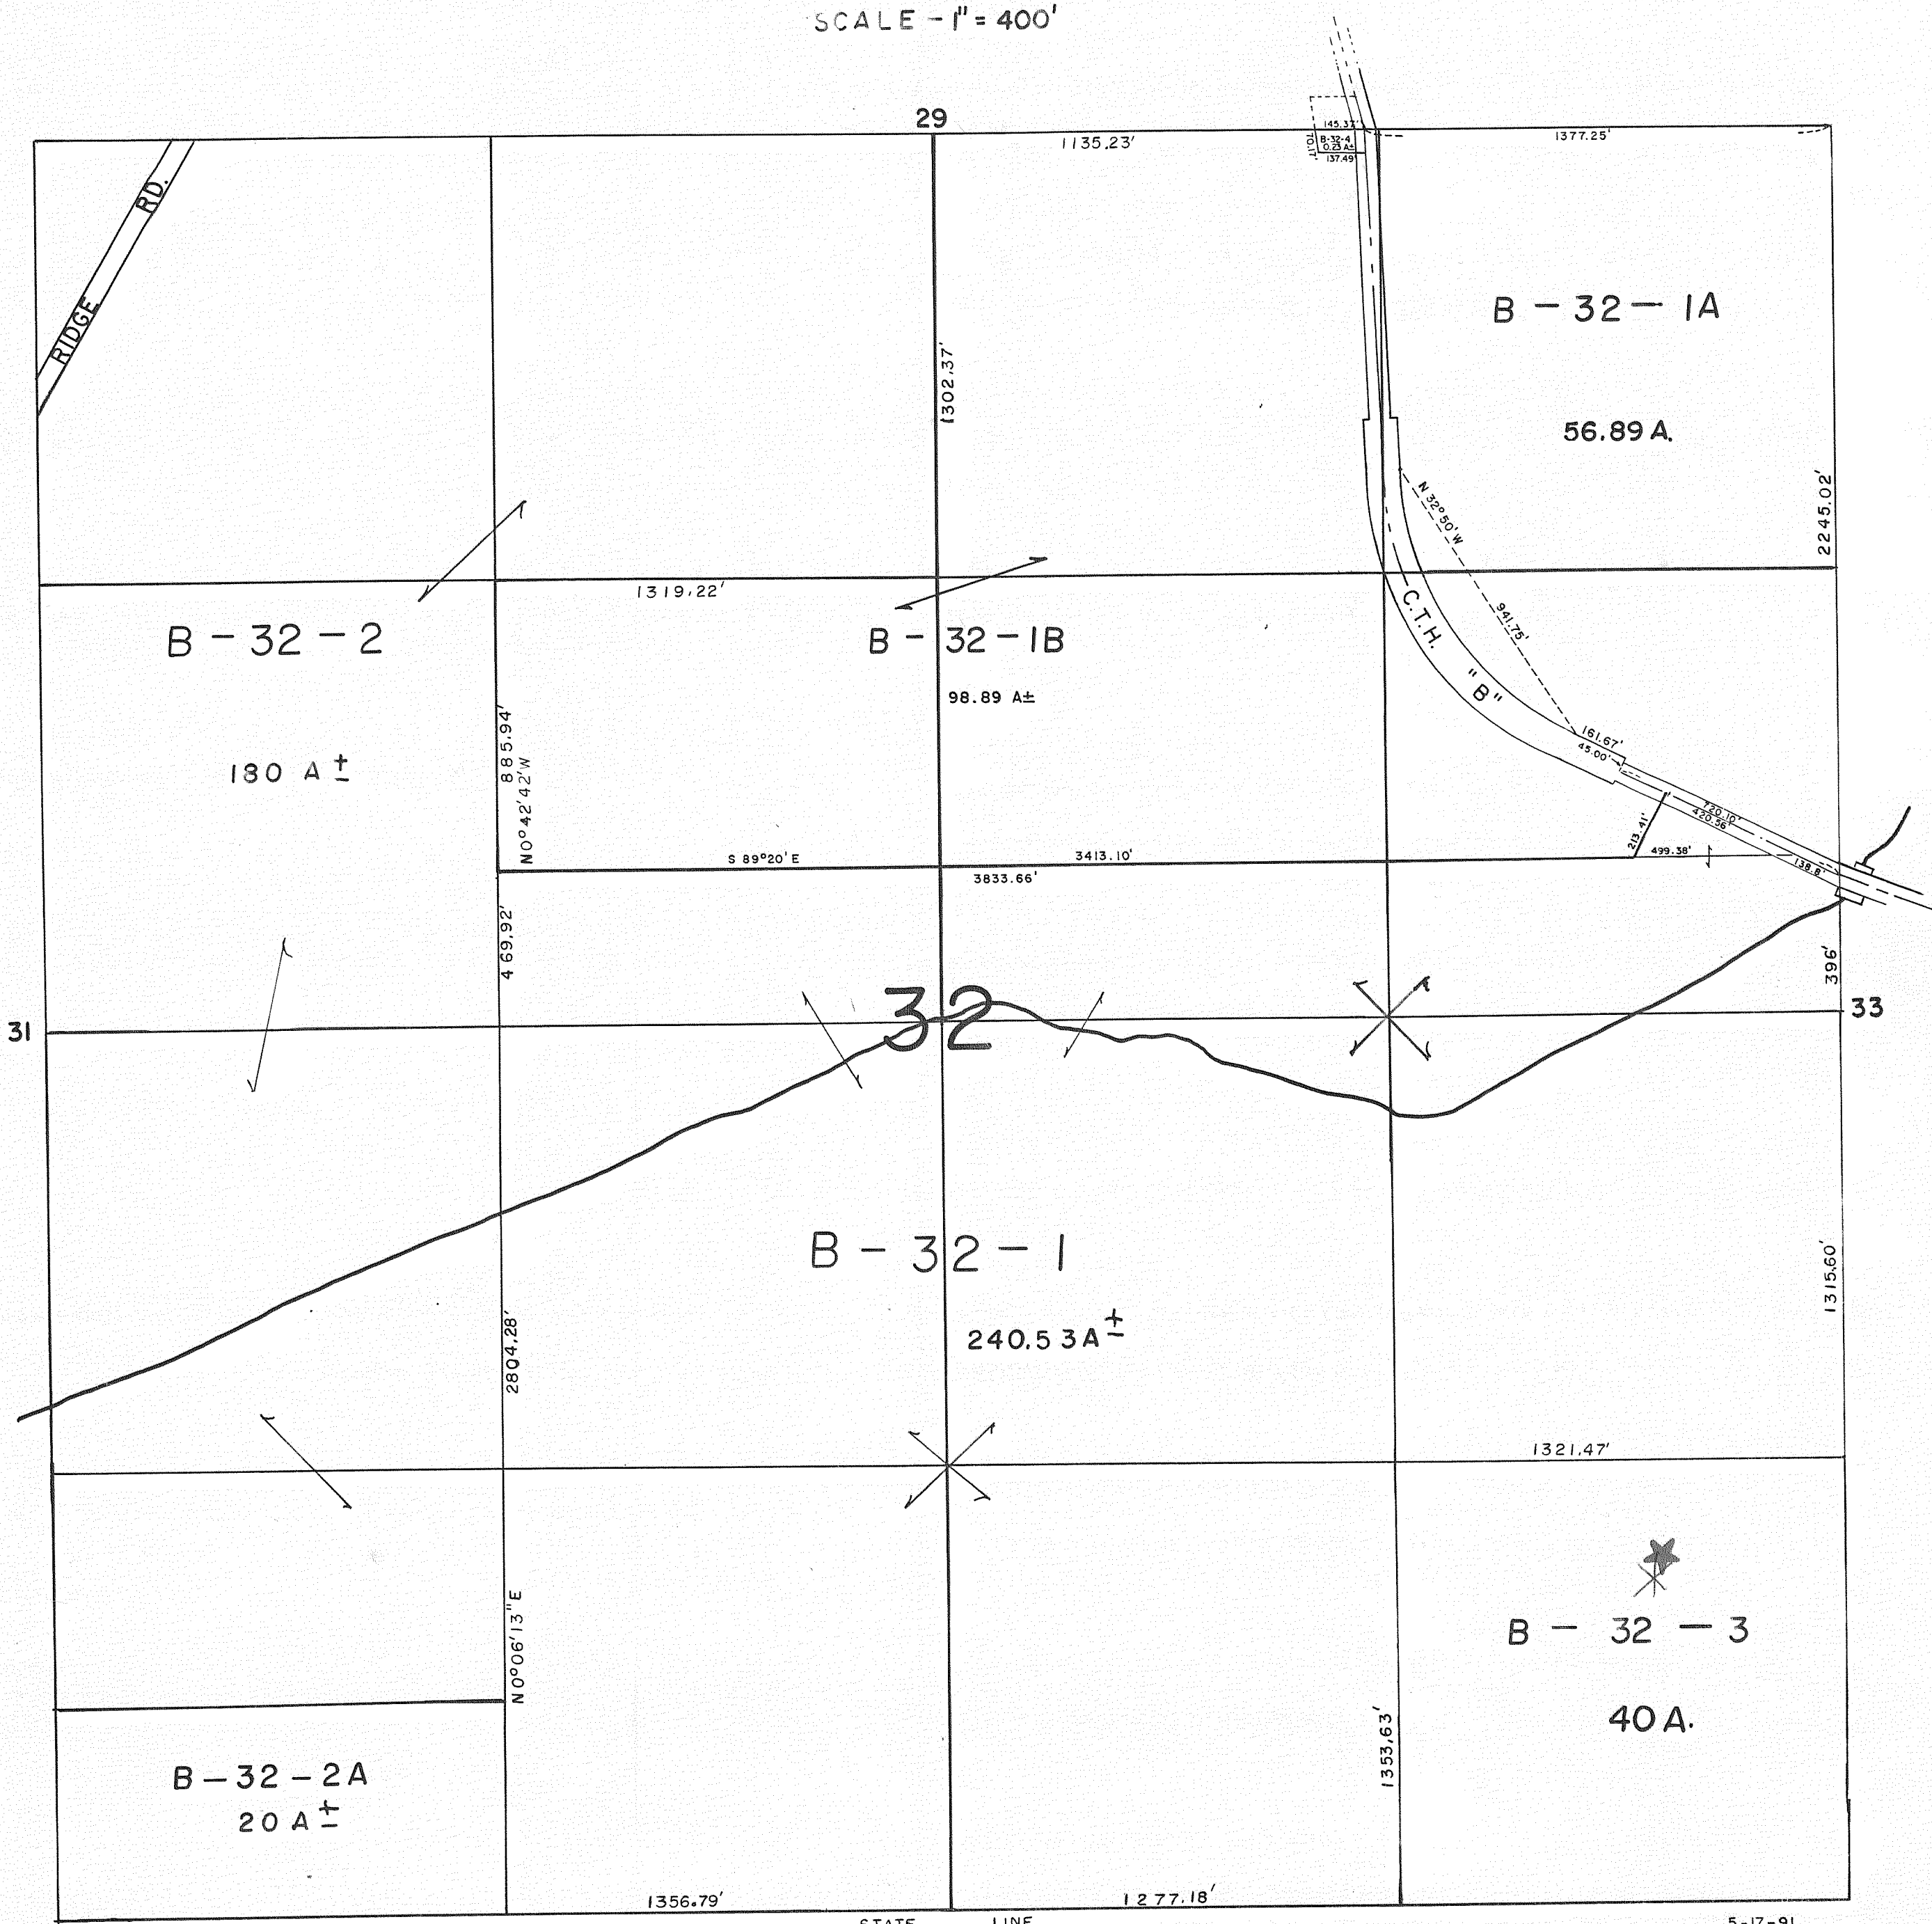 SCALE - 1" = 400'
29
1135.23'
145.37'
B-32-4
0.23 A±
137.49'
70.17'
1377.25'
RIDGE RD.
1302.37'
B - 32 - 1A
56.89 A.
2245.02'
N 32°50' W
941.75'
1319.22'
B - 32 - 2
180 A ±
B - 32 - 1B
98.89 A±
C.T.H. "B"
161.67'
45.00'
720.10'
420.56'
213.41'
499.38'
138.8'
885.94'
N0°42'42"W
S 89°20' E
3413.10'
3833.66'
469.92'
396'
31
32
33
B - 32 - 1
240.53 A ±
1315.60'
2804.28'
1321.47'
N0°06'13"E
B - 32 - 3
40 A.
1353.63'
B - 32 - 2A
20 A ±
1356.79'
1277.18'
STATE LINE
5-17-91